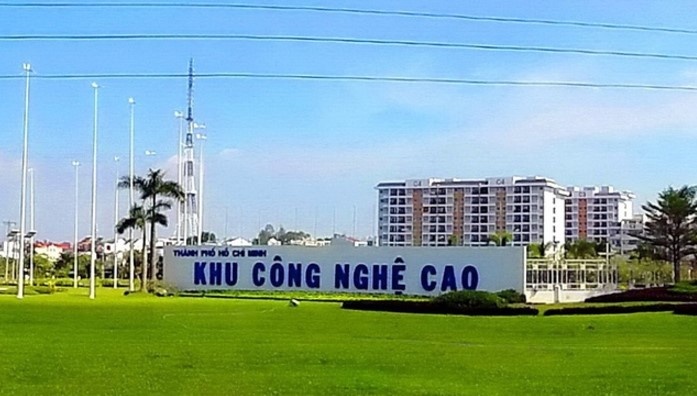 THÀNH PHỐ HỒ CHÍ MINH
KHU CÔNG NGHỆ CAO